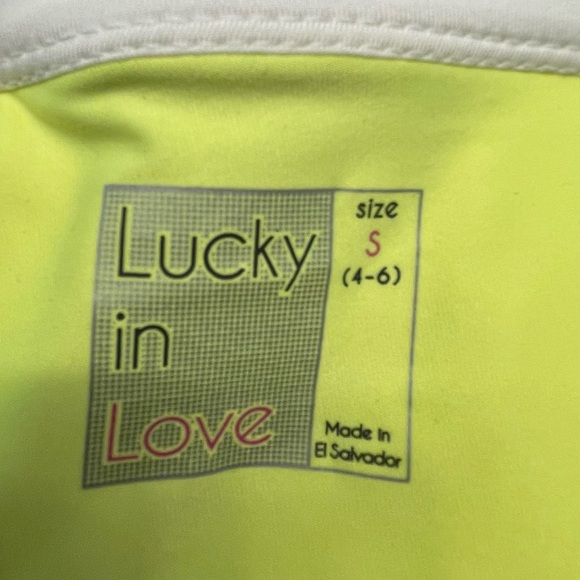 Lucky
in
Love
size
S
(4-6)
Made in
El Salvador